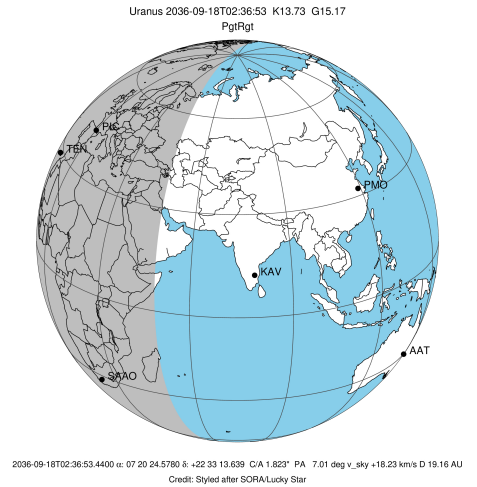 Uranus 2036-09-18T02:36:53 K13.73 G15.17
PgtRgt
PIC
TEN
PMO
KAV
AAT
SAAO
2036-09-18T02:36:53.4400 α: 07 20 24.5780 δ: +22 33 13.639 C/A 1.823" PA 7.01 deg v_sky +18.23 km/s D 19.16 AU
Credit: Styled after SORA/Lucky Star